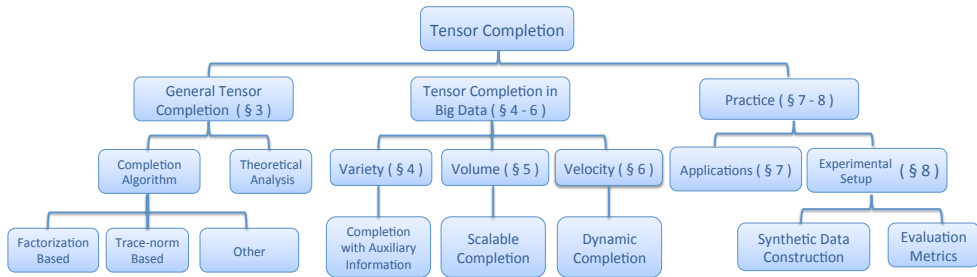 Tensor Completion
General Tensor
Completion ( § 3 )
Tensor Completion in
Big Data ( § 4 - 6 )
Practice ( § 7 - 8 )
Completion
Algorithm
Theoretical
Analysis
Variety ( § 4 )
Volume ( § 5 )
Velocity ( § 6 )
Applications ( § 7 )
Experimental
Setup
( § 8 )
Factorization
Based
Trace-norm
Based
Other
Completion
with Auxiliary
Information
Scalable
Completion
Dynamic
Completion
Synthetic Data
Construction
Evaluation
Metrics